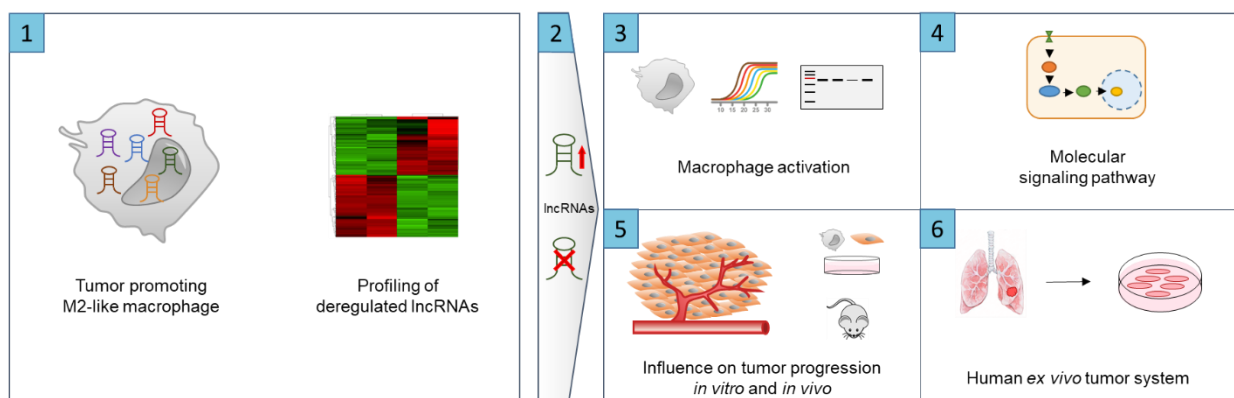 1
Tumor promoting
M2-like macrophage
Profiling of
deregulated lncRNAs
2
lncRNAs
3
10 15 20 25 30
Macrophage activation
4
Molecular
signaling pathway
5
Influence on tumor progression
in vitro and in vivo
6
Human ex vivo tumor system